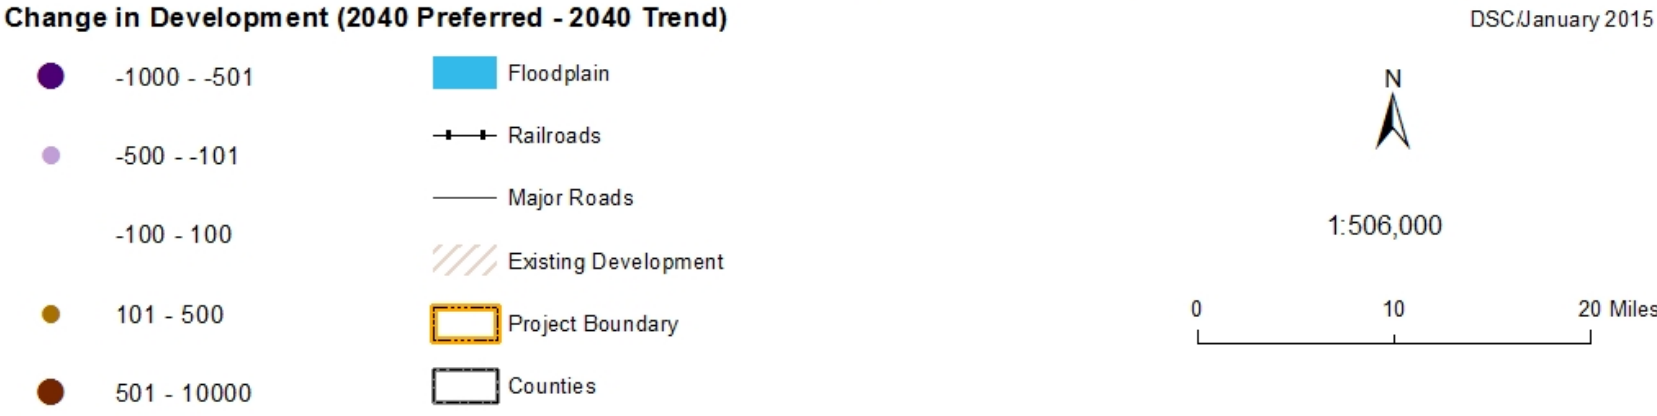 Change in Development (2040 Preferred - 2040 Trend)
DSC/January 2015
-1000 - -501
-500 - -101
-100 - 100
101 - 500
501 - 10000
Floodplain
Railroads
Major Roads
Existing Development
Project Boundary
Counties
N
1:506,000
0 10 20 Miles